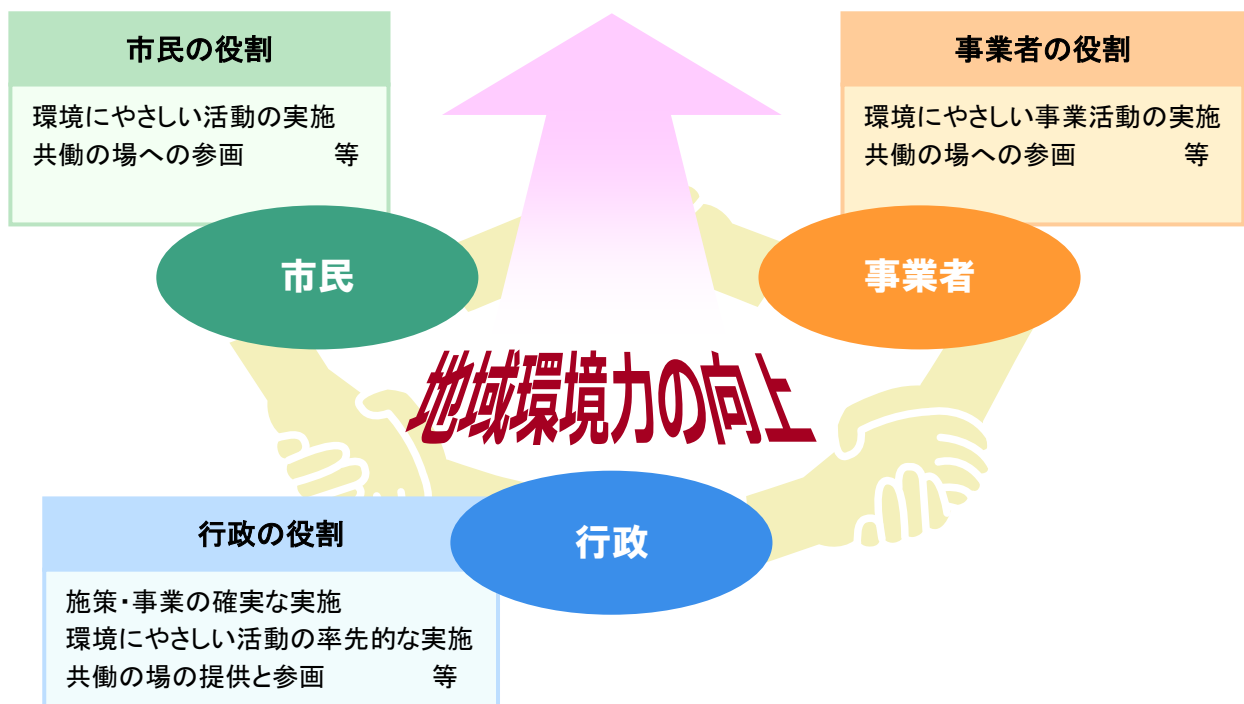 市民の役割
環境にやさしい活動の実施
共働の場への参画　　　等
事業者の役割
環境にやさしい事業活動の実施
共働の場への参画　　　　等
市民
事業者
地域環境力の向上
行政
行政の役割
施策・事業の確実な実施
環境にやさしい活動の率先的な実施
共働の場の提供と参画　　　　等